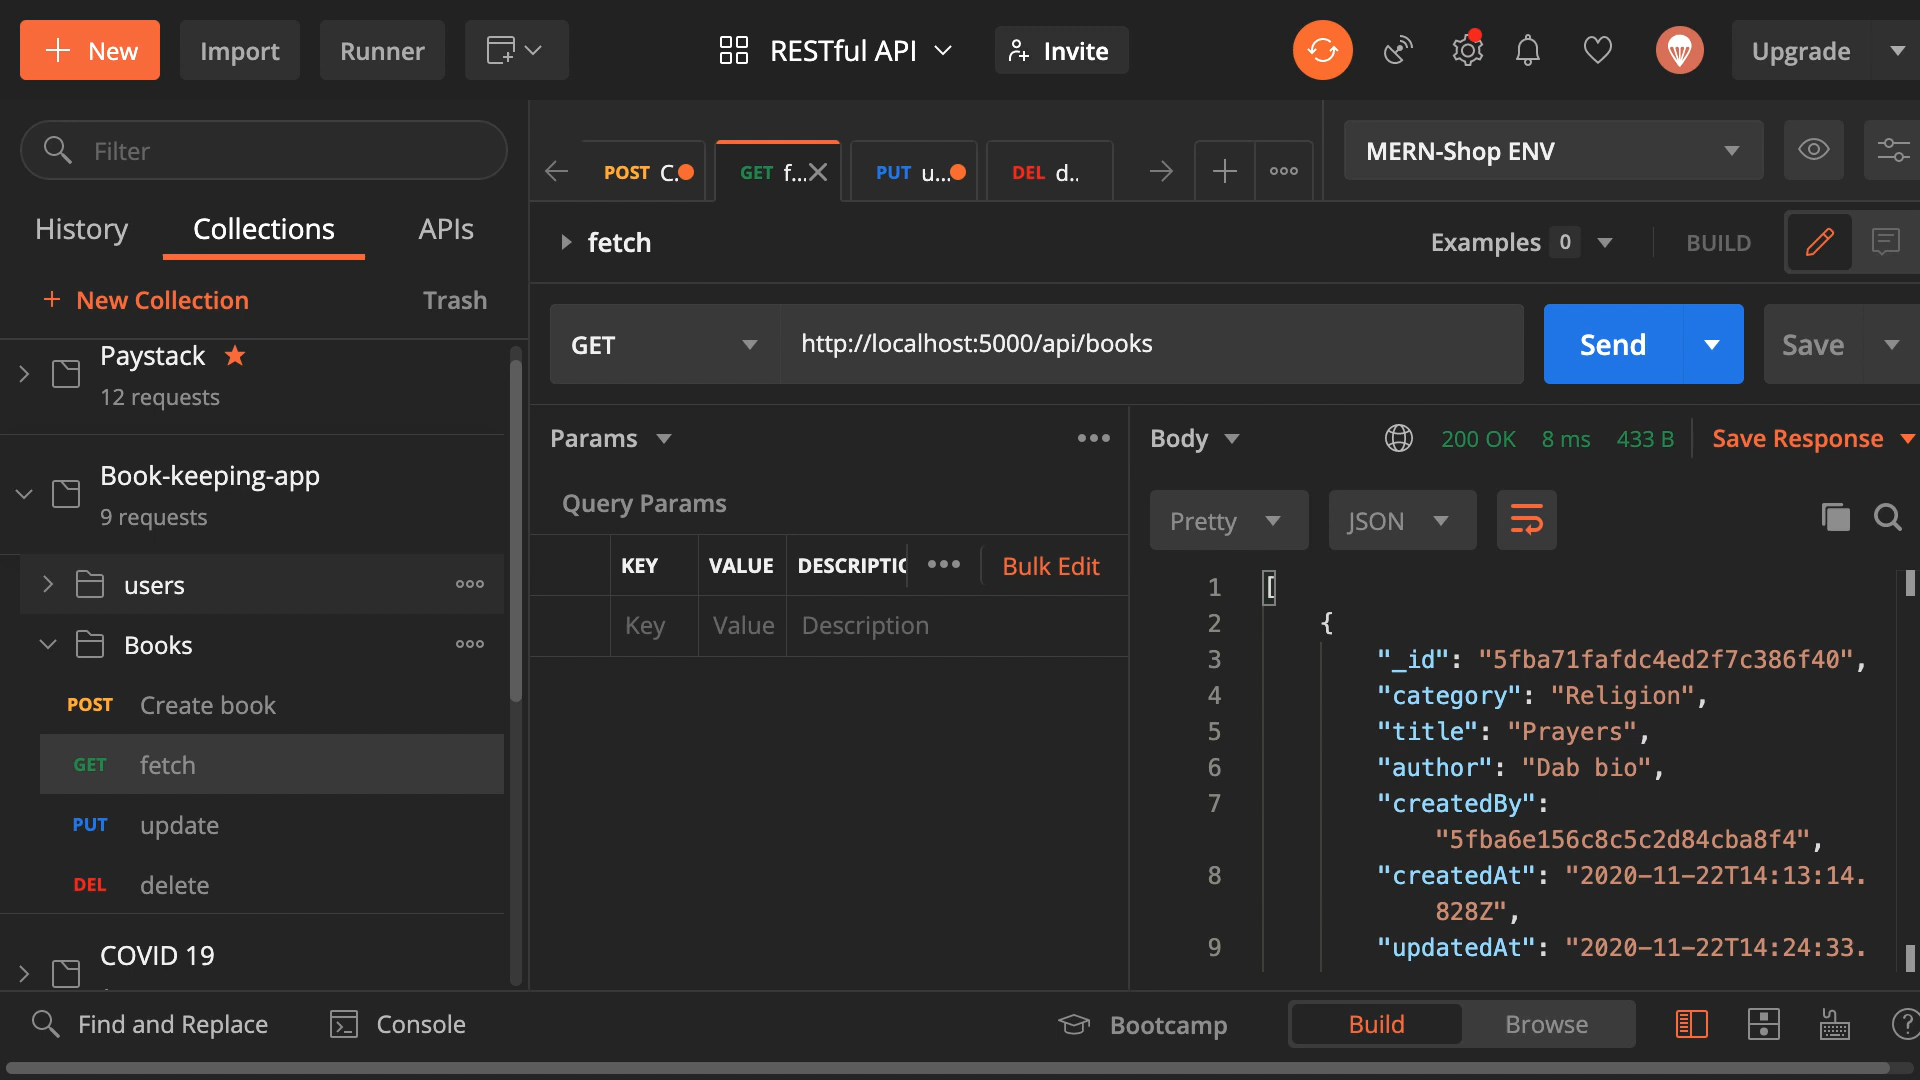 New
Import
Runner
RESTful API
Invite
Upgrade
Filter
POST C.
GET f...
PUT u...
DEL d..
MERN-Shop ENV
History
Collections
APIs
fetch
Examples 0
BUILD
+ New Collection
Trash
GET
http://localhost:5000/api/books
Send
Save
Paystack
12 requests
Params
Body
200 OK
8 ms
433 B
Save Response
Book-keeping-app
9 requests
Query Params
Pretty
JSON
KEY
VALUE
DESCRIPTIO
Bulk Edit
Key
Value
Description
users
Books
POST Create book
GET fetch
PUT update
DEL delete
COVID 19
1 [
2 {
3 "_id": "5fba71fafdc4ed2f7c386f40",
4 "category": "Religion",
5 "title": "Prayers",
6 "author": "Dab bio",
7 "createdBy":
"5fba6e156c8c5c2d84cba8f4",
8 "createdAt": "2020-11-22T14:13:14.
828Z",
9 "updatedAt": "2020-11-22T14:24:33.
Find and Replace
Console
Bootcamp
Build
Browse